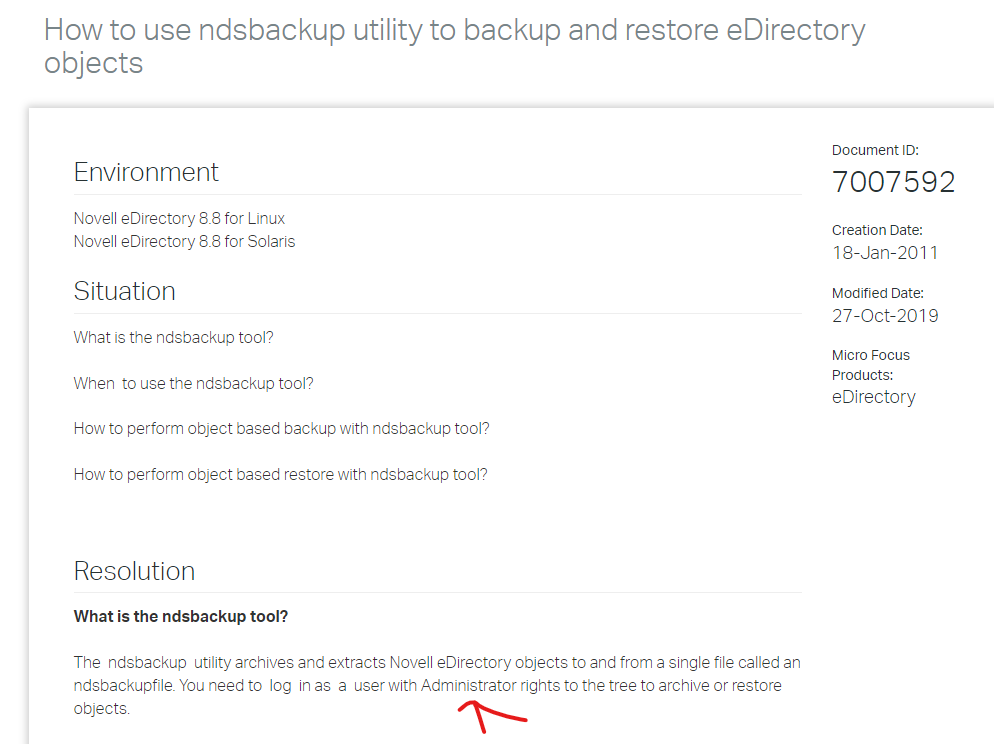 How to use ndsbackup utility to backup and restore eDirectory
objects
Environment
Novell eDirectory 8.8 for Linux
Novell eDirectory 8.8 for Solaris
Situation
What is the ndsbackup tool?
When  to use the ndsbackup tool?
How to perform object based backup with ndsbackup tool?
How to perform object based restore with ndsbackup tool?
Resolution
What is the ndsbackup tool?
The  ndsbackup  utility archives and extracts Novell eDirectory objects to and from a single file called an
ndsbackupfile. You need to  log  in as  a  user with Administrator rights to the tree to archive or restore
objects.
Document ID:
7007592
Creation Date:
18-Jan-2011
Modified Date:
27-Oct-2019
Micro Focus
Products:
eDirectory